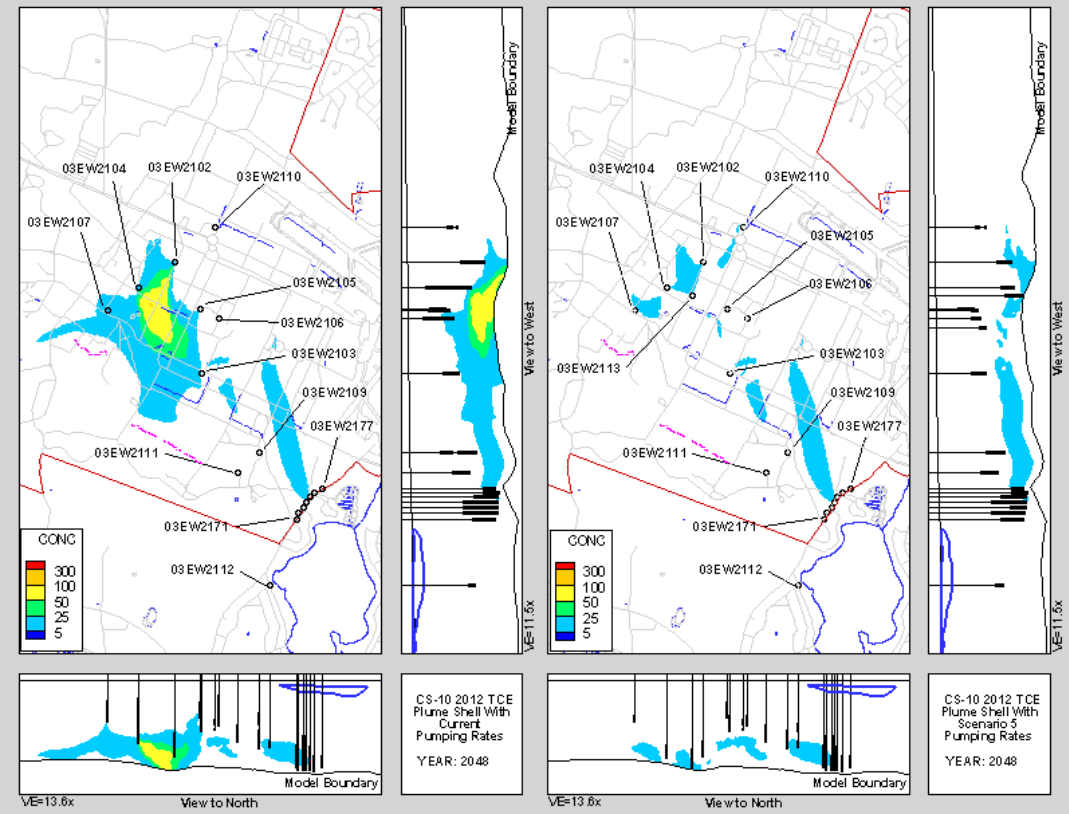 Model Boundary
Model Boundary
03EW2104
03EW2102
03EW2110
03EW2107
03EW2105
03EW2106
03EW2103
03EW2109
03EW2177
03EW2111
03EW2171
03EW2112
CONC
300
100
50
25
5
View to West
VE=11.5x
03EW2104
03EW2102
03EW2110
03EW2107
03EW2105
03EW2106
03EW2113
03EW2103
03EW2109
03EW2177
03EW2111
03EW2171
03EW2112
CONC
300
100
50
25
5
View to West
VE=11.5x
Model Boundary
VE=13.6x
View to North
CS-10 2012 TCE
Plume Shell With
Current
Pumping Rates
YEAR: 2048
Model Boundary
VE=13.6x
View to North
CS-10 2012 TCE
Plume Shell With
Scenario 5
Pumping Rates
YEAR: 2048